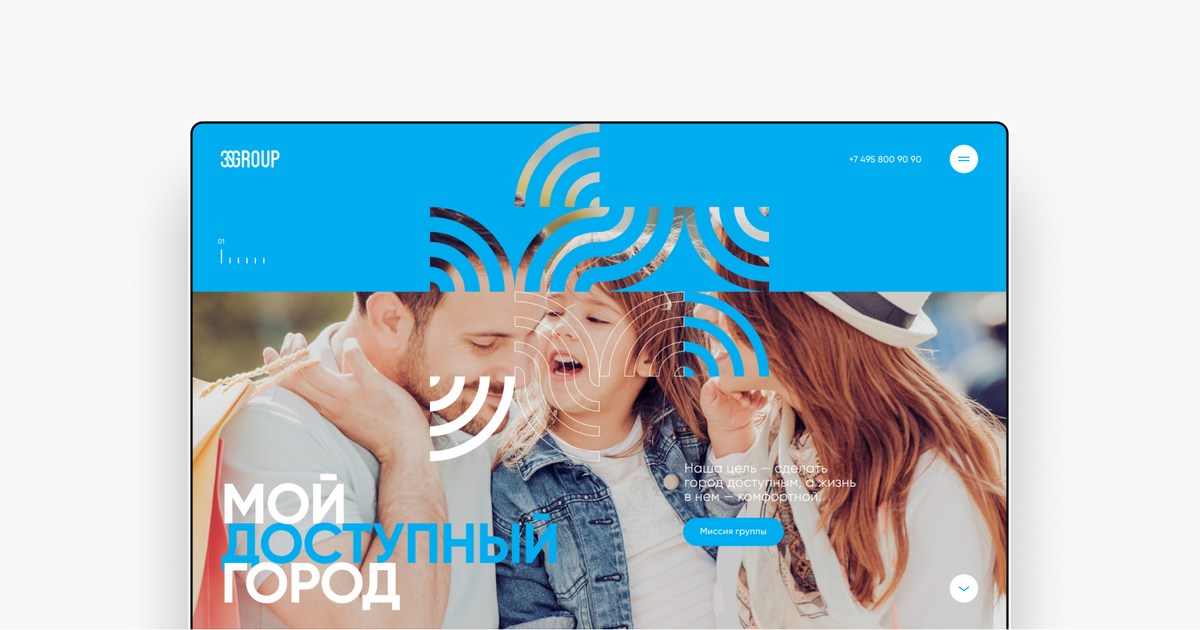 3SGROUP
+7 495 800 90 90
01
Наша цель — сделать
город доступным, а жизнь
в нем — комфортной.
Миссия группы
МОЙ
ДОСТУПНЫЙ
ГОРОД